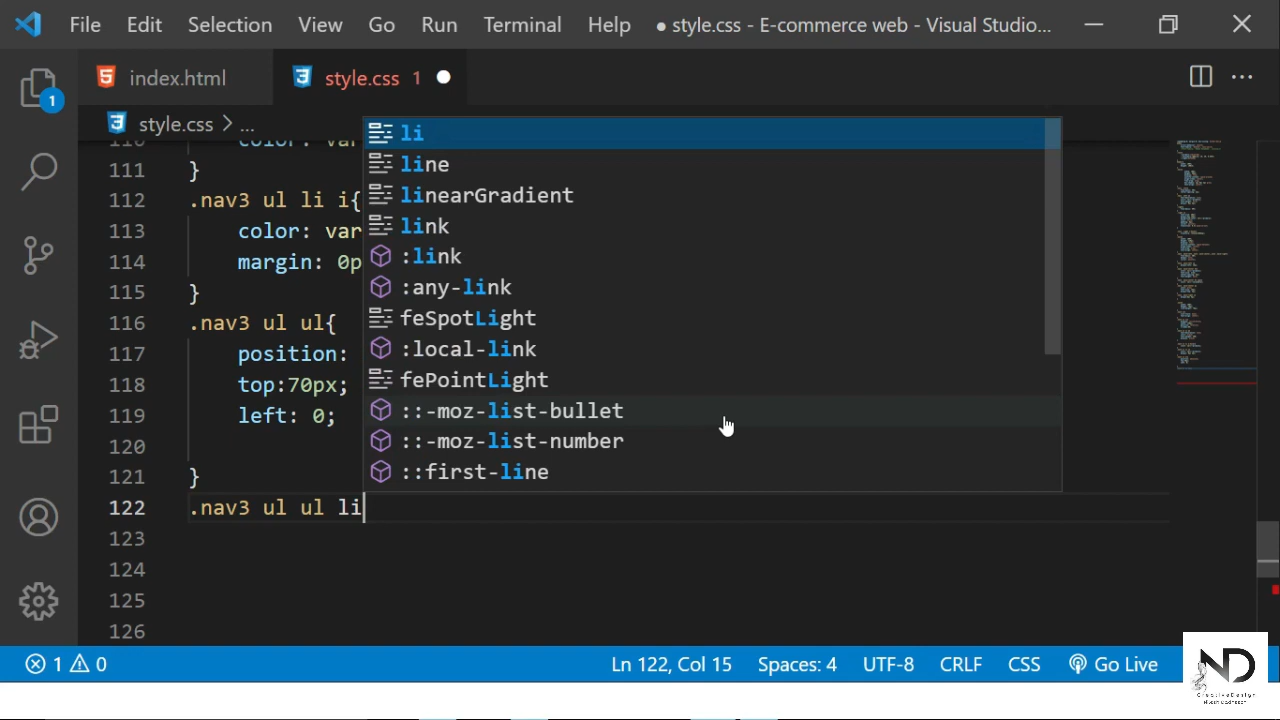 File Edit Selection View Go Run Terminal Help ● style.css - E-commerce web - Visual Studio...
index.html style.css 1
1
style.css > ...
111 }
112 .nav3 ul li i{
113 color: var
114 margin: 0p
115 }
116 .nav3 ul ul{
117 position:
118 top:70px;
119 left: 0;
120
121 }
122 .nav3 ul ul li
123
124
125
126
li
line
linearGradient
link
:link
:any-link
feSpotLight
:local-link
fePointLight
::-moz-list-bullet
::-moz-list-number
::first-line
1 0 Ln 122, Col 15 Spaces: 4 UTF-8 CRLF CSS Go Live
ND
CreativeDesign